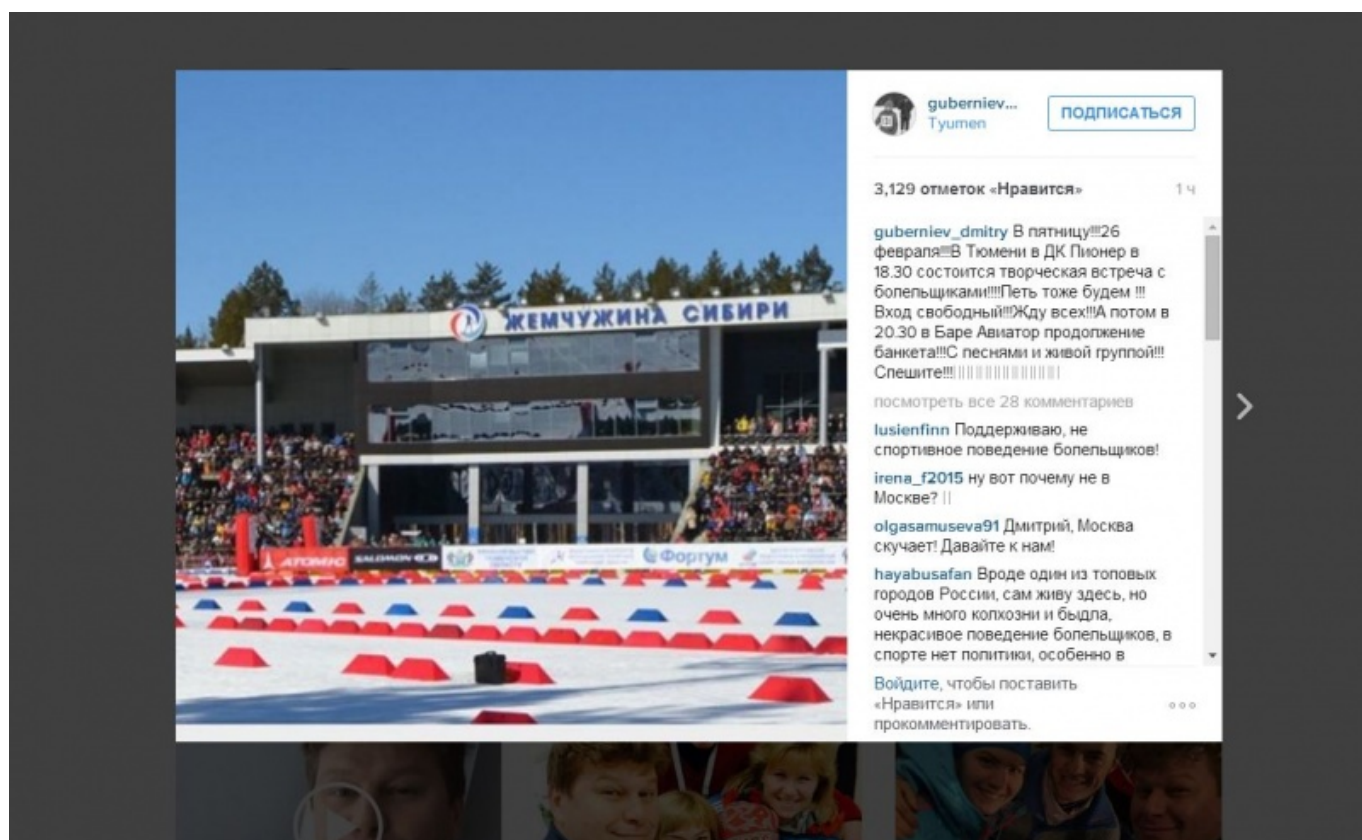 ЖЕМЧУЖИНА СИБИРИ
ATOMIC
SALOMON
Фортум
guberniev...
Tyumen
ПОДПИСАТЬСЯ
3,129 отметок «Нравится»
1 ч
guberniev_dmitry В пятницу!!!26
февраля!!!В Тюмени в ДК Пионер в
18.30 состоится творческая встреча с
болельщиками!!!!Петь тоже будем !!!
Вход свободный!!!Жду всех!!!А потом в
20.30 в Баре Авиатор продолжение
банкета!!!С песнями и живой группой!!!
Спешите!!!
посмотреть все 28 комментариев
lusienfinn Поддерживаю, не
спортивное поведение болельщиков!
irena_f2015 ну вот почему не в
Москве?
olgasamuseva91 Дмитрий, Москва
скучает! Давайте к нам!
hayabusafan Вроде один из топовых
городов России, сам живу здесь, но
очень много колхозни и быдла,
некрасивое поведение болельщиков, в
спорте нет политики, особенно в
Войдите, чтобы поставить
«Нравится» или
прокомментировать.